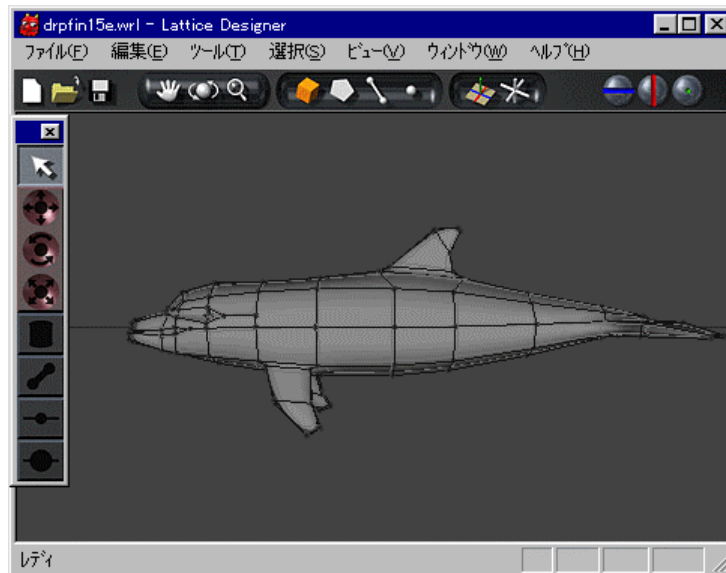 drpfin15e.wrl - Lattice Designer
ファイル(F) 編集(E) ツール(T) 選択(S) ビュー(V) ウィンドウ(W) ヘルプ(H)
レディ